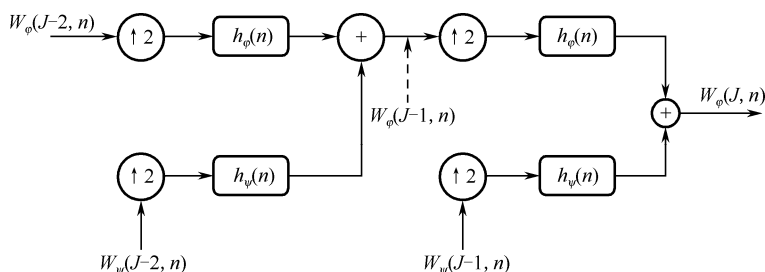 Wφ(J−2, n)
↑ 2
hφ(n)
+
↑ 2
hφ(n)
Wφ(J−1, n)
Wφ(J, n)
+
↑ 2
hψ(n)
↑ 2
hψ(n)
Wψ(J−2, n)
Wψ(J−1, n)